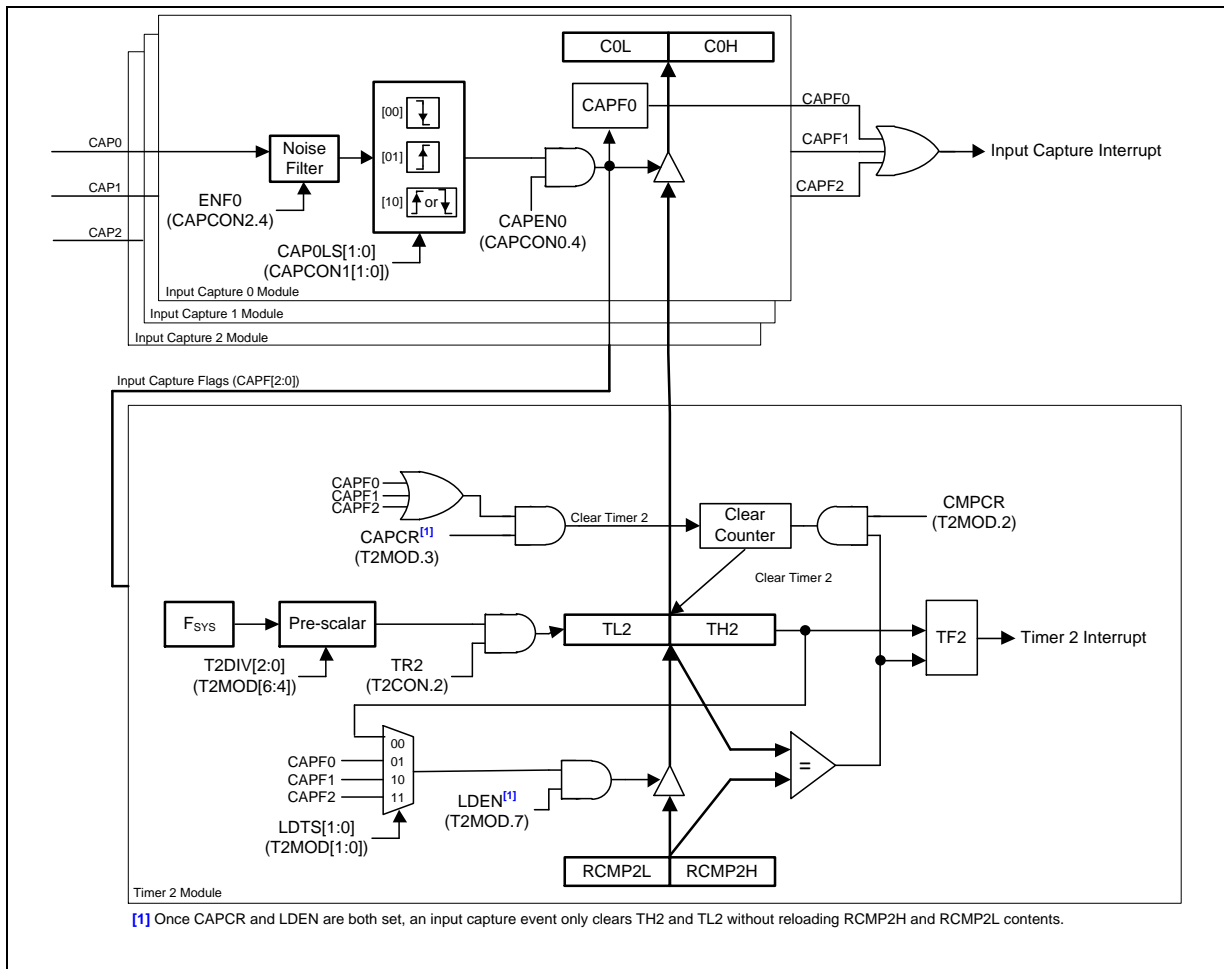 C0L C0H
CAPF0
CAPF0
CAPF1
CAPF2
Input Capture Interrupt
CAP0
CAP1
CAP2
Noise
Filter
[00]
[01]
[10]
or
ENF0
(CAPCON2.4)
CAP0LS[1:0]
(CAPCON1[1:0])
CAPEN0
(CAPCON0.4)
Input Capture 0 Module
Input Capture 1 Module
Input Capture 2 Module
Input Capture Flags (CAPF[2:0])
CAPF0
CAPF1
CAPF2
CAPCR[1]
(T2MOD.3)
Clear Timer 2
Clear
Counter
CMPCR
(T2MOD.2)
Clear Timer 2
FSYS
Pre-scalar
T2DIV[2:0]
(T2MOD[6:4])
TR2
(T2CON.2)
TL2 TH2
TF2
Timer 2 Interrupt
00
CAPF0 01
CAPF1 10
CAPF2 11
LDTS[1:0]
(T2MOD[1:0])
LDEN[1]
(T2MOD.7)
=
RCMP2L RCMP2H
Timer 2 Module
[1] Once CAPCR and LDEN are both set, an input capture event only clears TH2 and TL2 without reloading RCMP2H and RCMP2L contents.